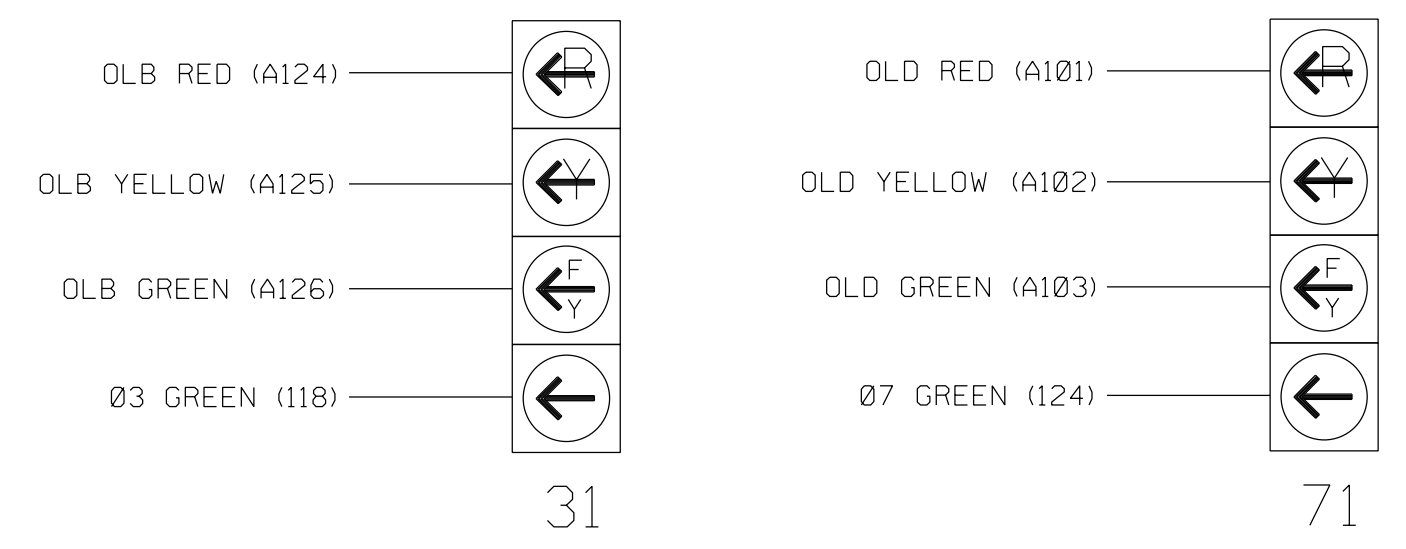 OLB RED (A124)
R
OLB YELLOW (A125)
Y
OLB GREEN (A126)
F
Y
Ø3 GREEN (118)
31
OLD RED (A1Ø1)
R
OLD YELLOW (A1Ø2)
Y
OLD GREEN (A1Ø3)
F
Y
Ø7 GREEN (124)
71